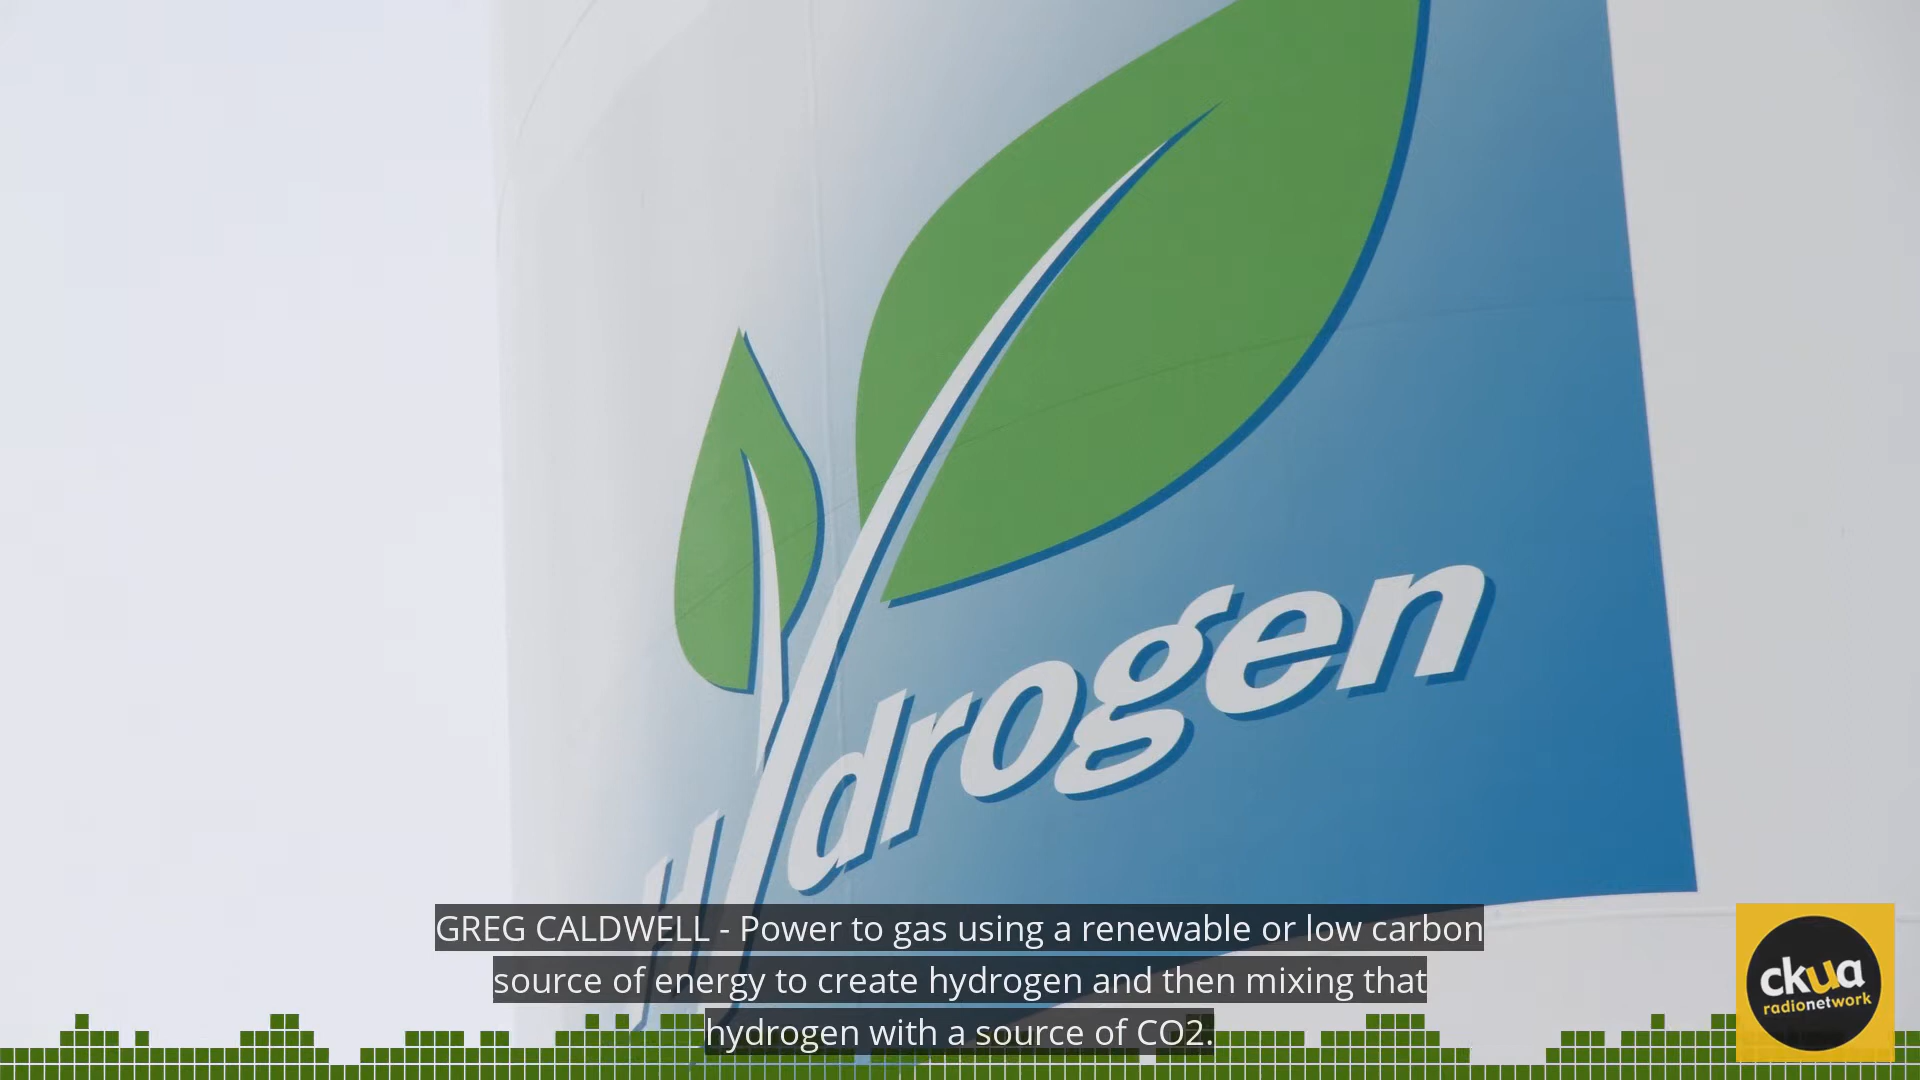 Hydrogen
GREG CALDWELL - Power to gas using a renewable or low carbon
source of energy to create hydrogen and then mixing that
hydrogen with a source of CO2.
ckua
radionetwork